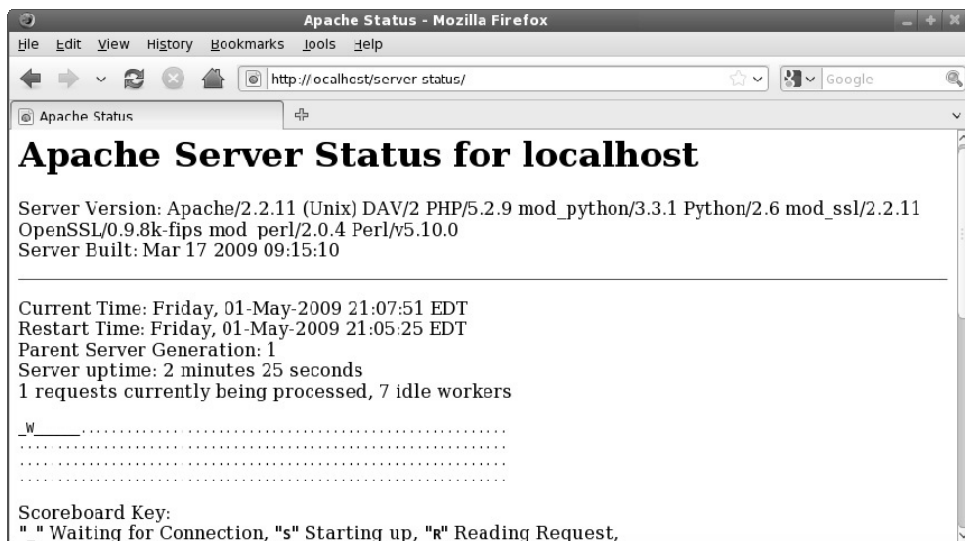 Apache Status - Mozilla Firefox
File Edit View History Bookmarks Tools Help
http://localhost/server status/
Google
Apache Status
Apache Server Status for localhost
Server Version: Apache/2.2.11 (Unix) DAV/2 PHP/5.2.9 mod_python/3.3.1 Python/2.6 mod_ssl/2.2.11
OpenSSL/0.9.8k-fips mod_perl/2.0.4 Perl/v5.10.0
Server Built: Mar 17 2009 09:15:10
Current Time: Friday, 01-May-2009 21:07:51 EDT
Restart Time: Friday, 01-May-2009 21:05:25 EDT
Parent Server Generation: 1
Server uptime: 2 minutes 25 seconds
1 requests currently being processed, 7 idle workers
_W______........................................................
................................................................
................................................................
................................................................
Scoreboard Key:
"_" Waiting for Connection, "S" Starting up, "R" Reading Request,